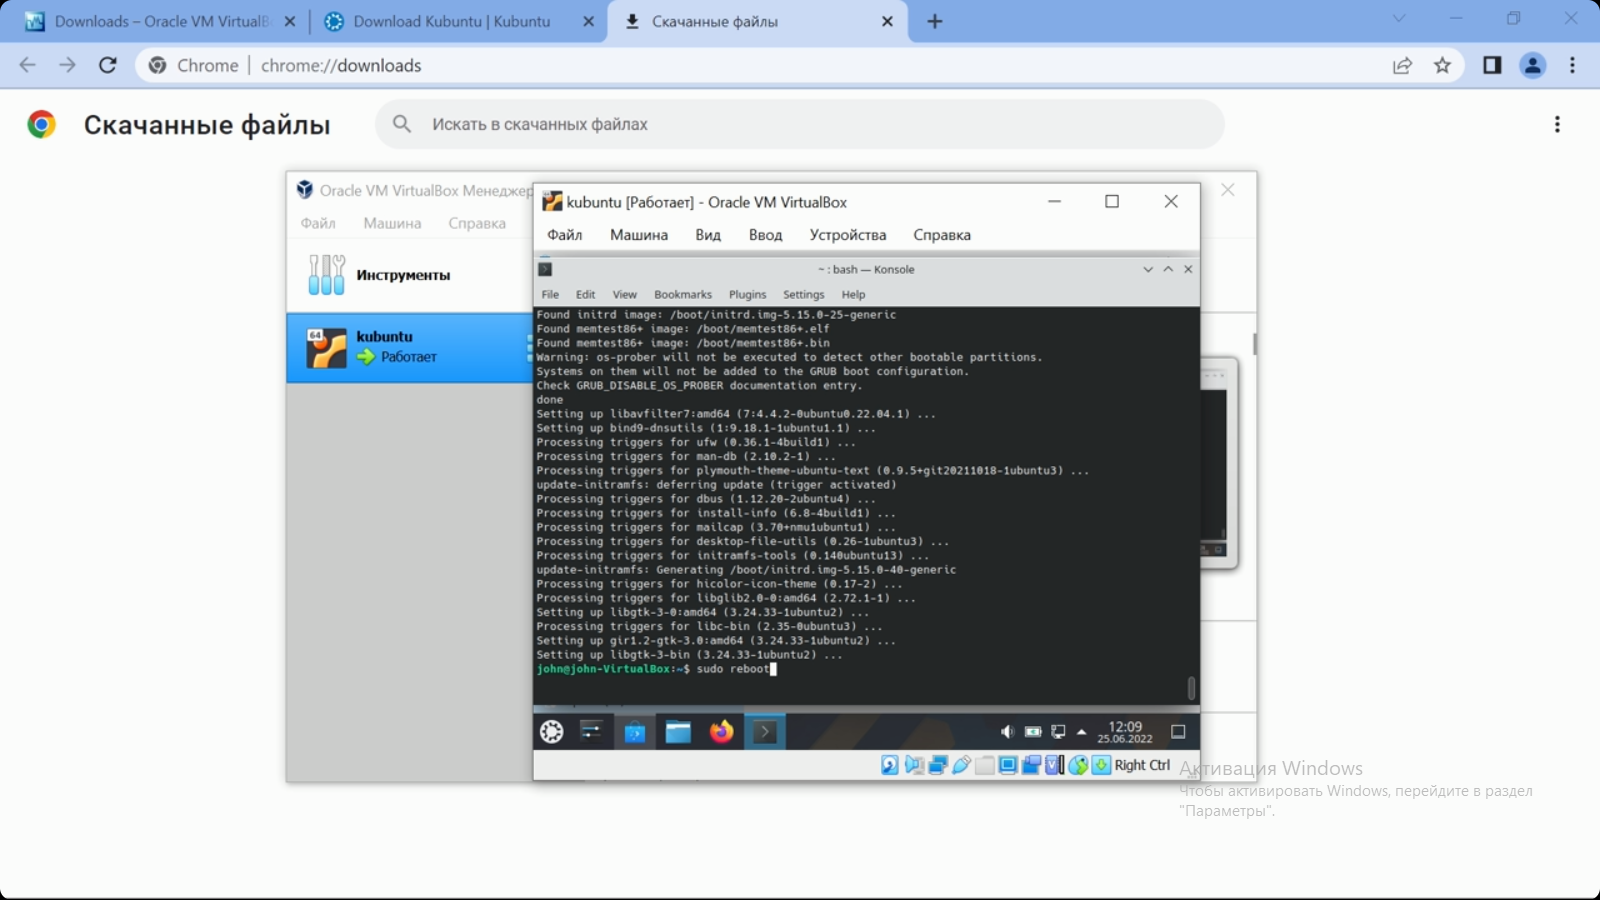 Downloads – Oracle VM VirtualBo
Download Kubuntu | Kubuntu
Скачанные файлы
Chrome | chrome://downloads
Скачанные файлы
Искать в скачанных файлах
Oracle VM VirtualBox Менеджер
Файл Машина Справка
Инструменты
64
kubuntu
Работает
kubuntu [Работает] - Oracle VM VirtualBox
Файл Машина Вид Ввод Устройства Справка
~ : bash — Konsole
File Edit View Bookmarks Plugins Settings Help
Found initrd image: /boot/initrd.img-5.15.0-25-generic
Found memtest86+ image: /boot/memtest86+.elf
Found memtest86+ image: /boot/memtest86+.bin
Warning: os-prober will not be executed to detect other bootable partitions.
Systems on them will not be added to the GRUB boot configuration.
Check GRUB_DISABLE_OS_PROBER documentation entry.
done
Setting up libavfilter7:amd64 (7:4.4.2-0ubuntu0.22.04.1) ...
Setting up bind9-dnsutils (1:9.18.1-1ubuntu1.1) ...
Processing triggers for ufw (0.36.1-4build1) ...
Processing triggers for man-db (2.10.2-1) ...
Processing triggers for plymouth-theme-ubuntu-text (0.9.5+git20211018-1ubuntu3) ...
update-initramfs: deferring update (trigger activated)
Processing triggers for dbus (1.12.20-2ubuntu4) ...
Processing triggers for install-info (6.8-4build1) ...
Processing triggers for mailcap (3.70+nmu1ubuntu1) ...
Processing triggers for desktop-file-utils (0.26-1ubuntu3) ...
Processing triggers for initramfs-tools (0.140ubuntu13) ...
update-initramfs: Generating /boot/initrd.img-5.15.0-40-generic
Processing triggers for hicolor-icon-theme (0.17-2) ...
Processing triggers for libglib2.0-0:amd64 (2.72.1-1) ...
Setting up libgtk-3-0:amd64 (3.24.33-1ubuntu2) ...
Processing triggers for libc-bin (2.35-0ubuntu3) ...
Setting up gir1.2-gtk-3.0:amd64 (3.24.33-1ubuntu2) ...
Setting up libgtk-3-bin (3.24.33-1ubuntu2) ...
john@john-VirtualBox:~$ sudo reboot
12:09
25.06.2022
Right Ctrl
Активация Windows
Чтобы активировать Windows, перейдите в раздел
"Параметры".